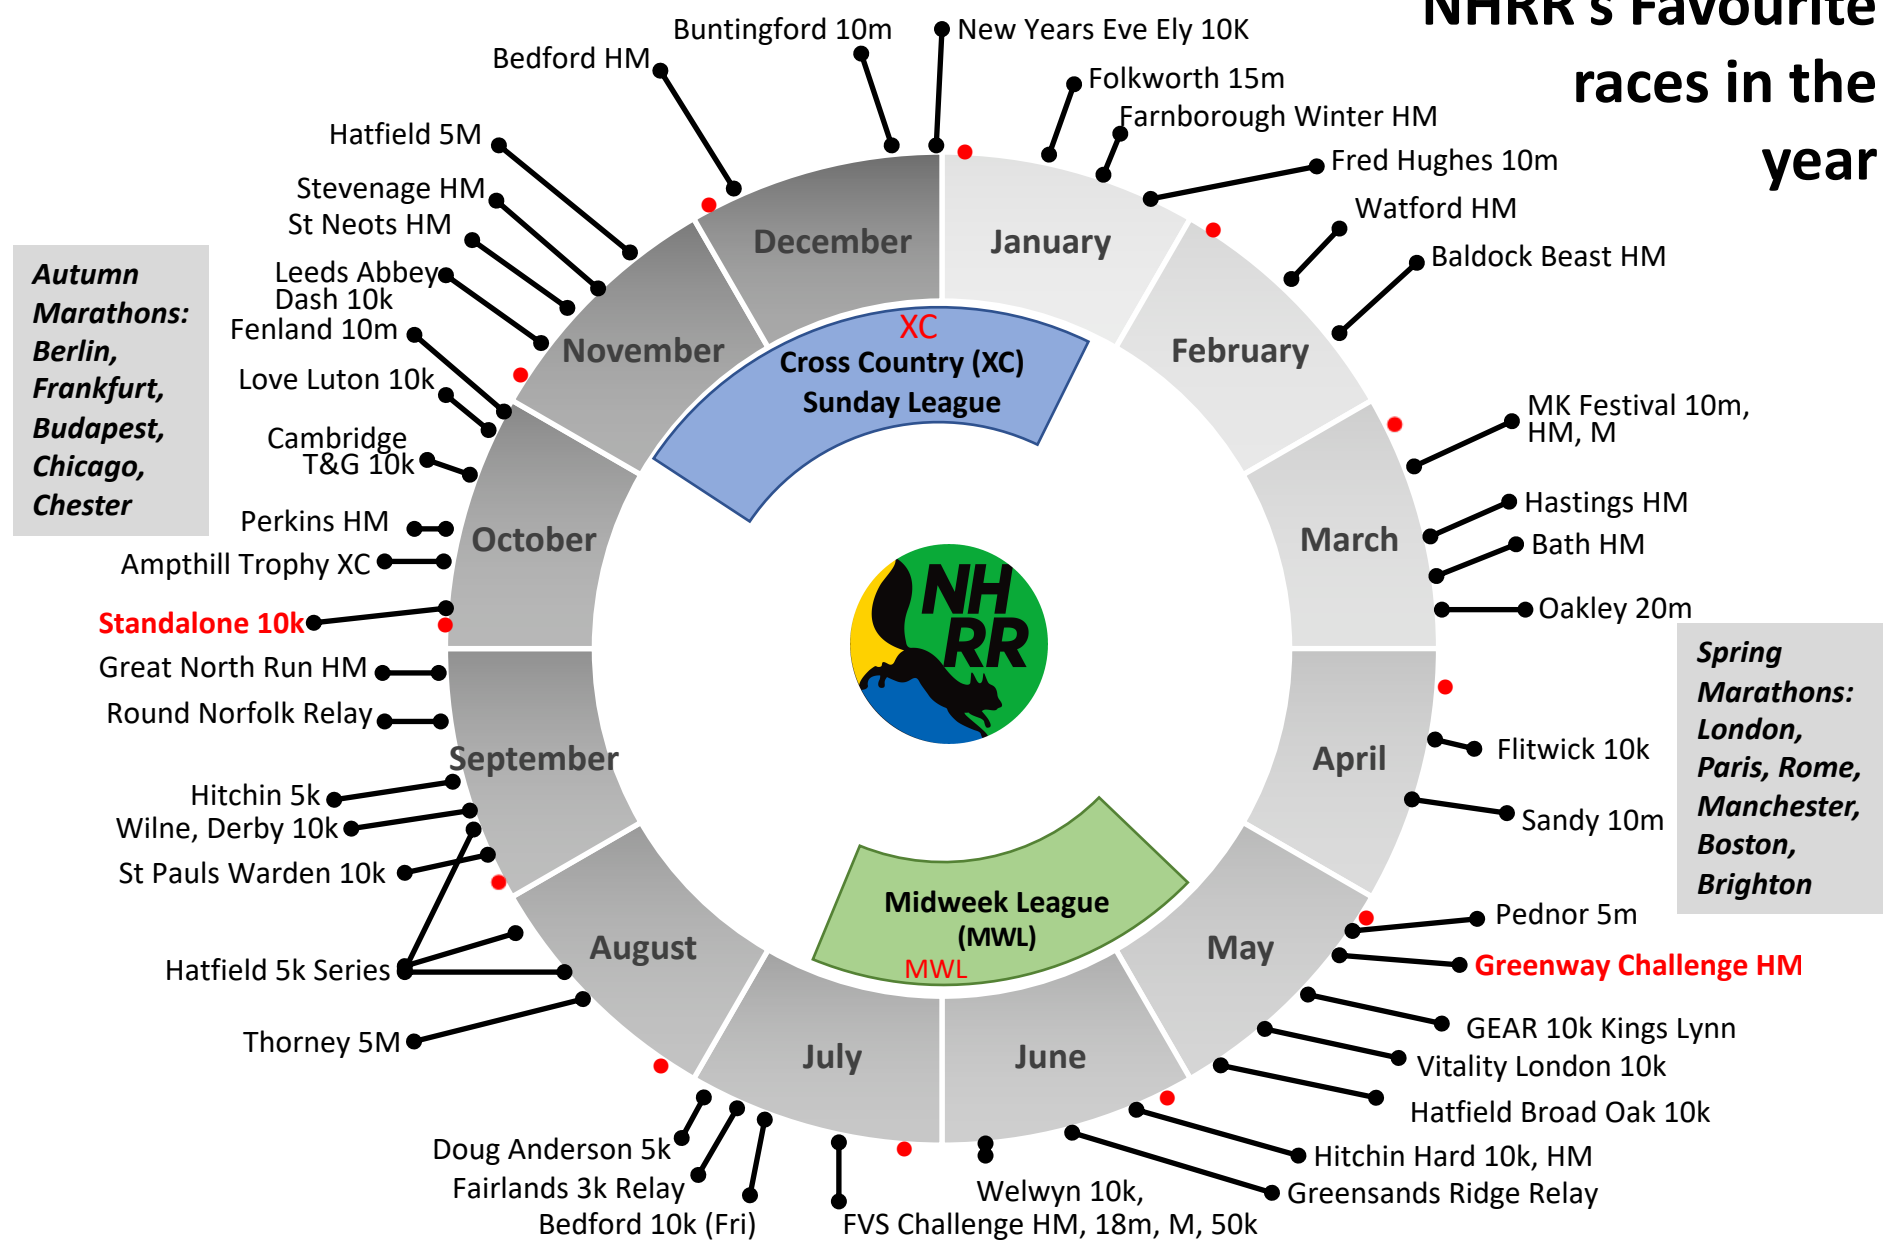 NHRR's Favourite
races in the
year
Buntingford 10m
New Years Eve Ely 10K
Bedford HM
Folkworth 15m
Farnborough Winter HM
Hatfield 5M
Fred Hughes 10m
Stevenage HM
Watford HM
St Neots HM
Baldock Beast HM
Leeds Abbey
Dash 10k
Fenland 10m
Love Luton 10k
Cambridge
T&G 10k
Perkins HM
Ampthill Trophy XC
Standalone 10k
Great North Run HM
Round Norfolk Relay
Hitchin 5k
Wilne, Derby 10k
St Pauls Warden 10k
Hatfield 5k Series
Thorney 5M
Doug Anderson 5k
Fairlands 3k Relay
Bedford 10k (Fri)
FVS Challenge HM, 18m, M, 50k
Welwyn 10k,
Greensands Ridge Relay
Hitchin Hard 10k, HM
Hatfield Broad Oak 10k
Vitality London 10k
GEAR 10k Kings Lynn
Greenway Challenge HM
Pednor 5m
Sandy 10m
Flitwick 10k
Oakley 20m
Bath HM
Hastings HM
MK Festival 10m,
HM, M
Autumn
Marathons:
Berlin,
Frankfurt,
Budapest,
Chicago,
Chester
Spring
Marathons:
London,
Paris, Rome,
Manchester,
Boston,
Brighton
December
January
February
March
April
May
June
July
August
September
October
November
XC
Cross Country (XC)
Sunday League
NH
RR
Midweek League
(MWL)
MWL